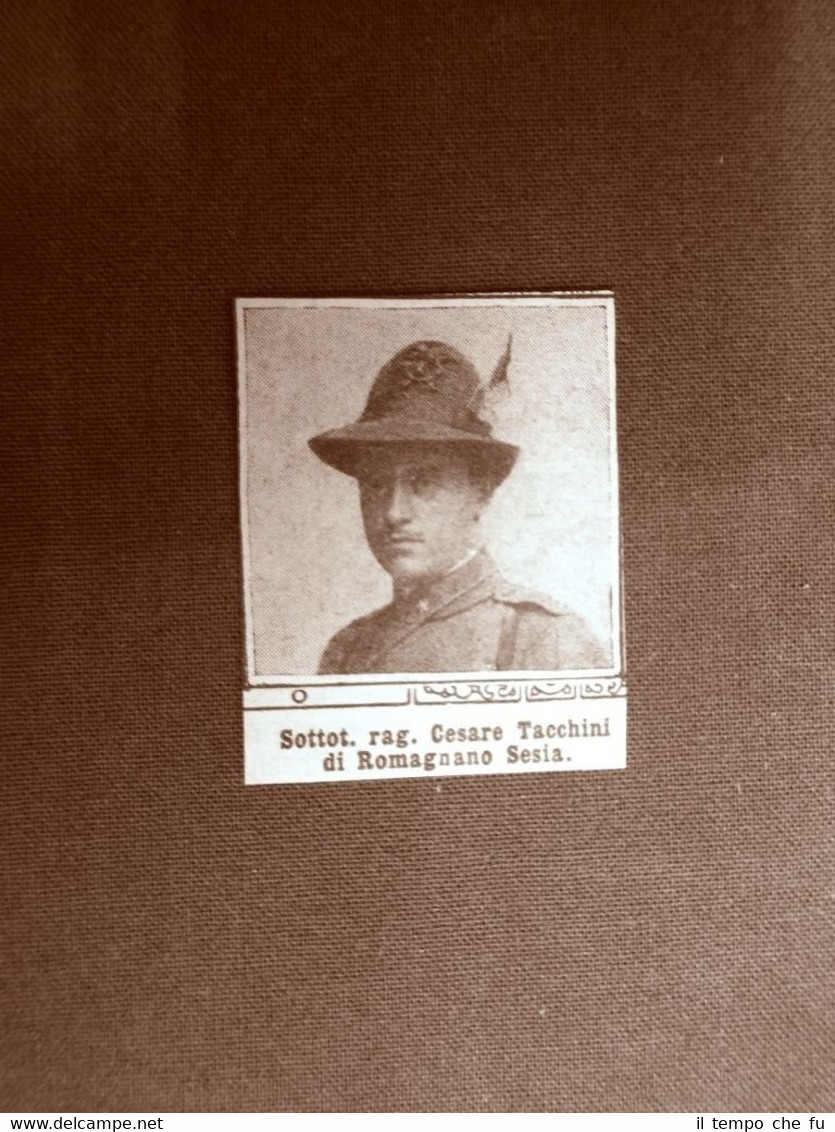 Sottot. rag. Cesare Tacchini
di Romagnano Sesia.
www.delcampe.net
il tempo che fu